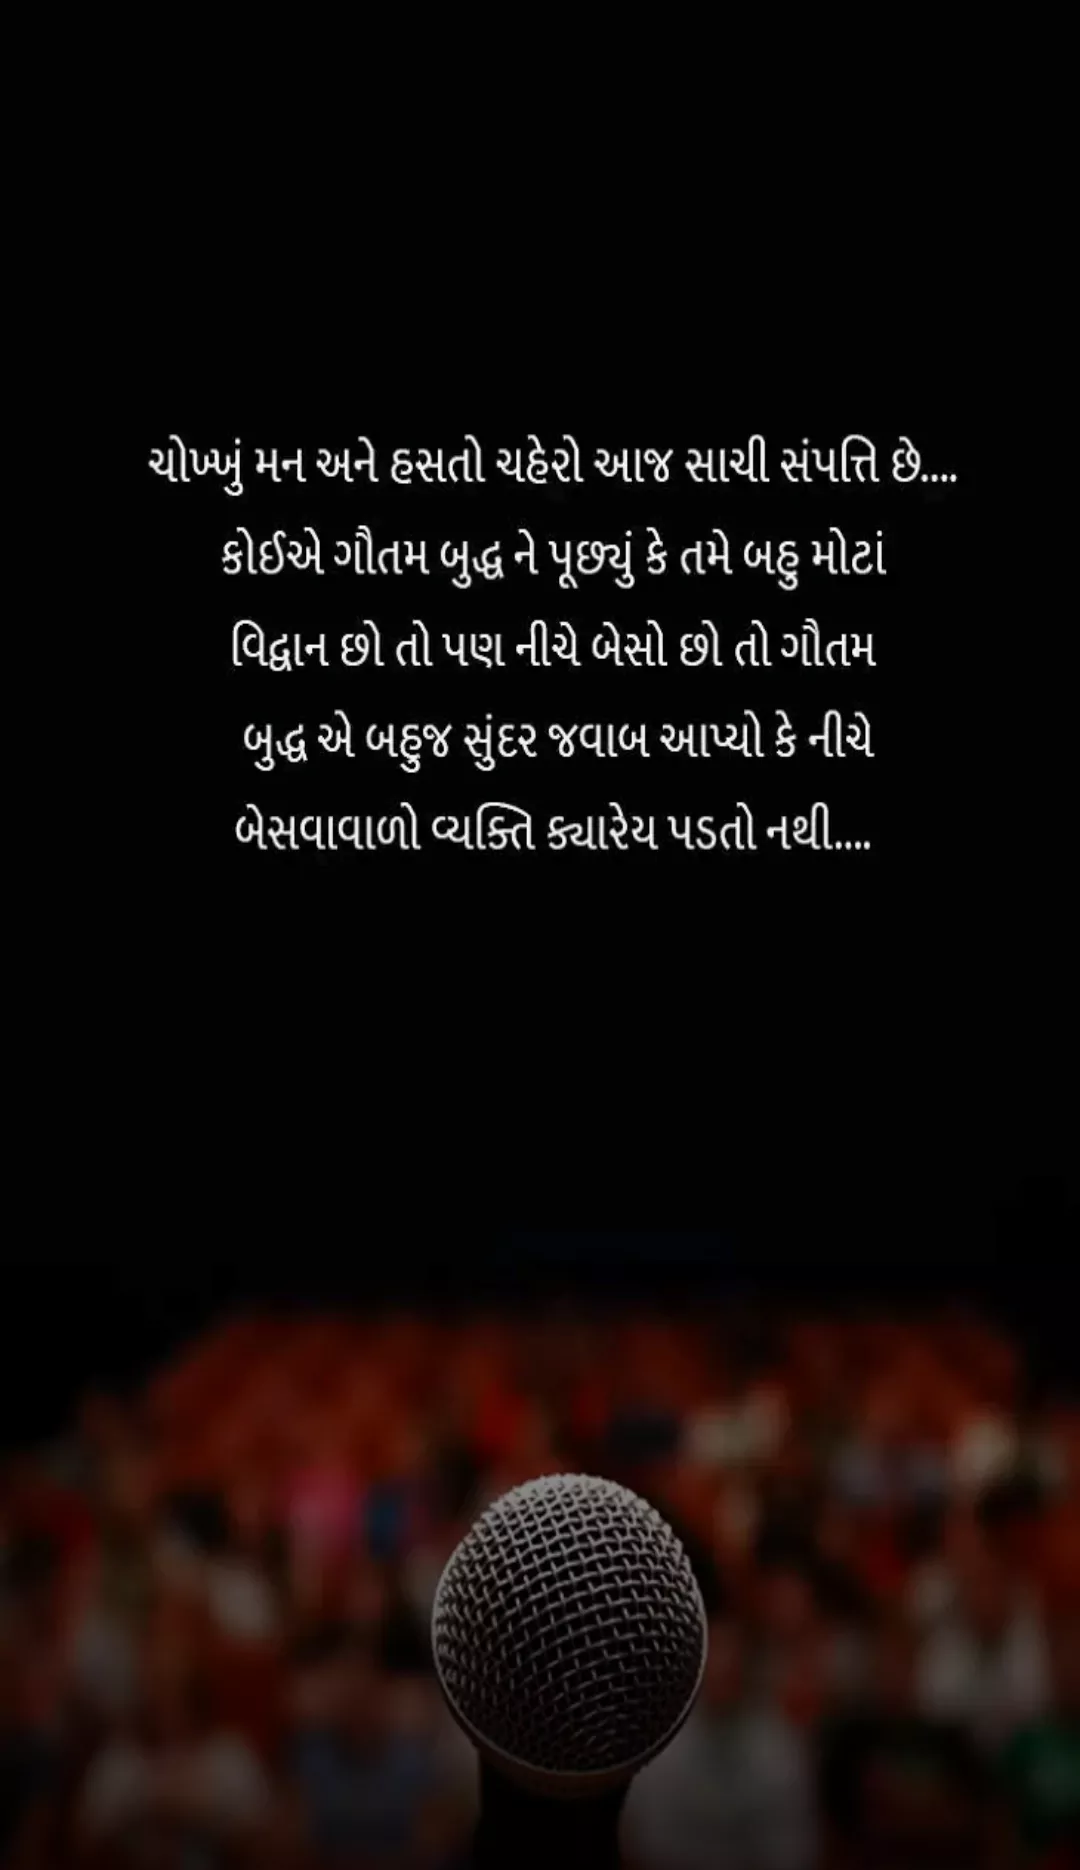 ચોખ્ખું મન અને હસતો ચહેરો આજ સાચી સંપત્તિ છે....
કોઈએ ગૌતમ બુદ્ધ ને પૂછ્યું કે તમે બહુ મોટાં
વિદ્વાન છો તો પણ નીચે બેસો છો તો ગૌતમ
બુદ્ધ એ બહુજ સુંદર જવાબ આપ્યો કે નીચે
બેસવાવાળો વ્યક્તિ ક્યારેય પડતો નથી....